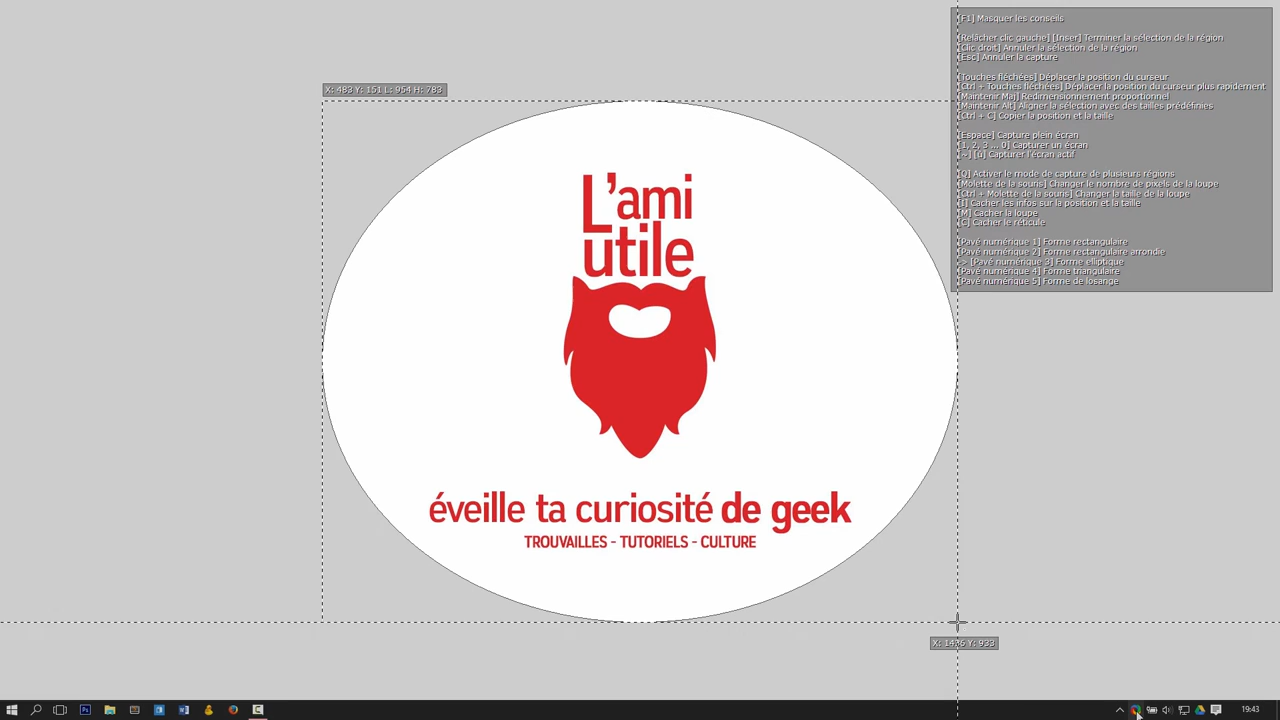 [F1] Masquer les conseils
[Relâcher clic gauche] [Inser] Terminer la sélection de la région
[Clic droit] Annuler la sélection de la région
[Esc] Annuler la capture
[Touches fléchées] Déplacer la position du curseur
[Ctrl + Touches fléchées] Déplacer la position du curseur plus rapidement
[Maintenir Maj] Redimensionnement proportionnel
[Maintenir Alt] Aligner la sélection avec des tailles prédéfinies
[Ctrl + C] Copier la position et la taille
[Espace] Capture plein écran
[1, 2, 3 ... 0] Capturer un écran
[~] [ù] Capturer l'écran actif
[Q] Activer le mode de capture de plusieurs régions
[Molette de la souris] Changer le nombre de pixels de la loupe
[Ctrl + Molette de la souris] Changer la taille de la loupe
[I] Cacher les infos sur la position et la taille
[M] Cacher la loupe
[C] Cacher le réticule
[Pavé numérique 1] Forme rectangulaire
[Pavé numérique 2] Forme rectangulaire arrondie
> [Pavé numérique 3] Forme elliptique
[Pavé numérique 4] Forme triangulaire
[Pavé numérique 5] Forme de losange
X: 483 Y: 151 L: 954 H: 783
L'ami
utile
éveille ta curiosité de geek
TROUVAILLES - TUTORIELS - CULTURE
Y: 933
19:43